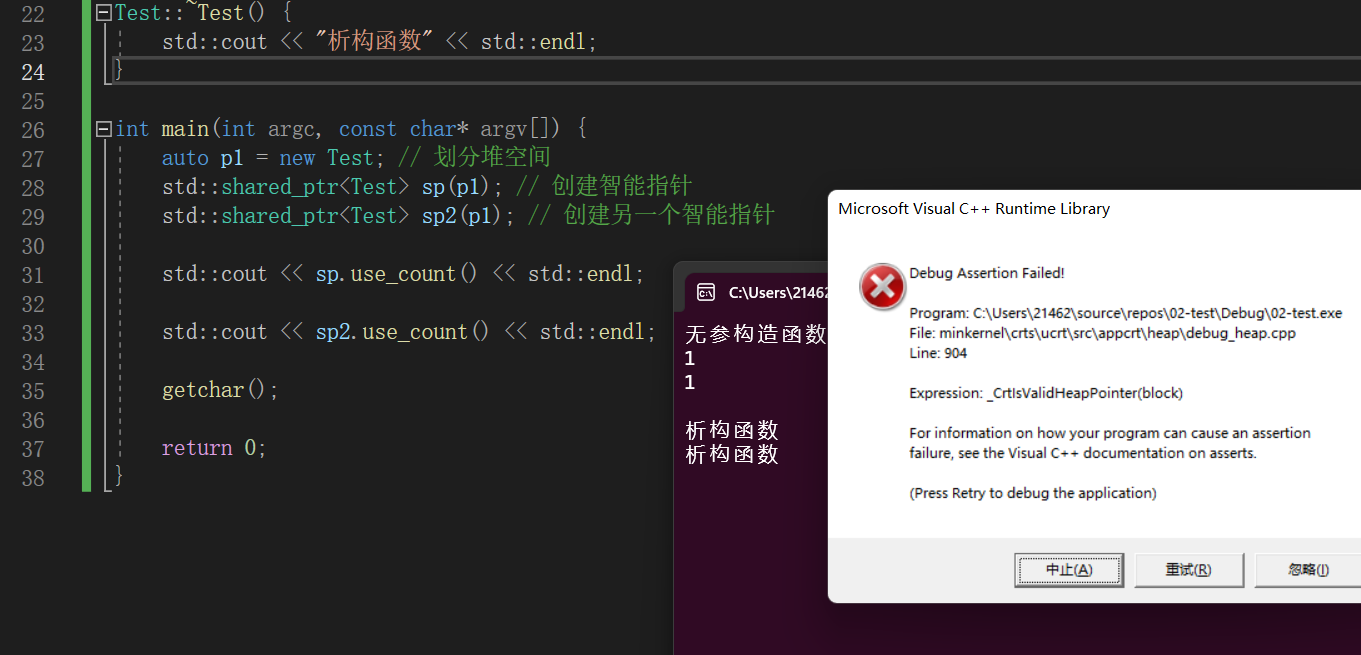 22 Test::~Test() {
23 std::cout << "析构函数" << std::endl;
24 }
25
26 int main(int argc, const char* argv[]) {
27 auto p1 = new Test; // 划分堆空间
28 std::shared_ptr<Test> sp(p1); // 创建智能指针
29 std::shared_ptr<Test> sp2(p1); // 创建另一个智能指针
30
31 std::cout << sp.use_count() << std::endl;
32
33 std::cout << sp2.use_count() << std::endl;
34
35 getchar();
36
37 return 0;
38 }
C:\Users\2146
无参构造函数
1
1
析构函数
析构函数
Microsoft Visual C++ Runtime Library
Debug Assertion Failed!
Program: C:\Users\21462\source\repos\02-test\Debug\02-test.exe
File: minkernel\crts\ucrt\src\appcrt\heap\debug_heap.cpp
Line: 904
Expression: _CrtIsValidHeapPointer(block)
For information on how your program can cause an assertion
failure, see the Visual C++ documentation on asserts.
(Press Retry to debug the application)
中止(A)
重试(R)
忽略(I)